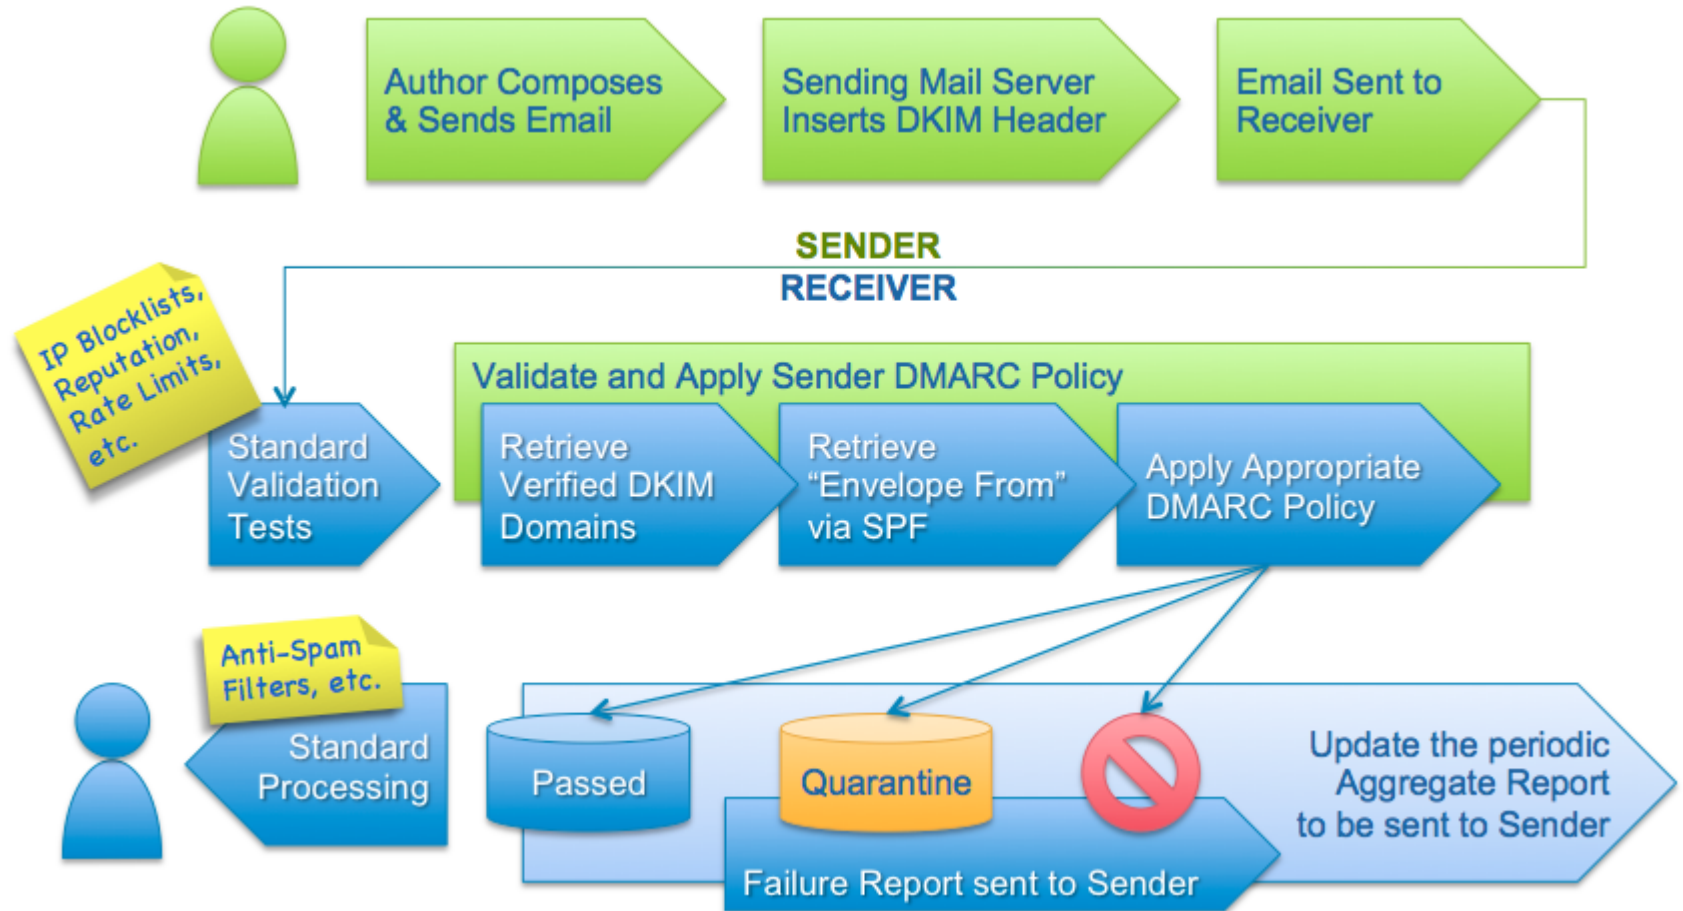 Author Composes
& Sends Email
Sending Mail Server
Inserts DKIM Header
Email Sent to
Receiver
SENDER
RECEIVER
IP Blocklists,
Reputation,
Rate Limits,
etc.
Validate and Apply Sender DMARC Policy
Standard
Validation
Tests
Retrieve
Verified DKIM
Domains
Retrieve
“Envelope From”
via SPF
Apply Appropriate
DMARC Policy
Anti-Spam
Filters, etc.
Standard
Processing
Passed
Quarantine
Update the periodic
Aggregate Report
to be sent to Sender
Failure Report sent to Sender